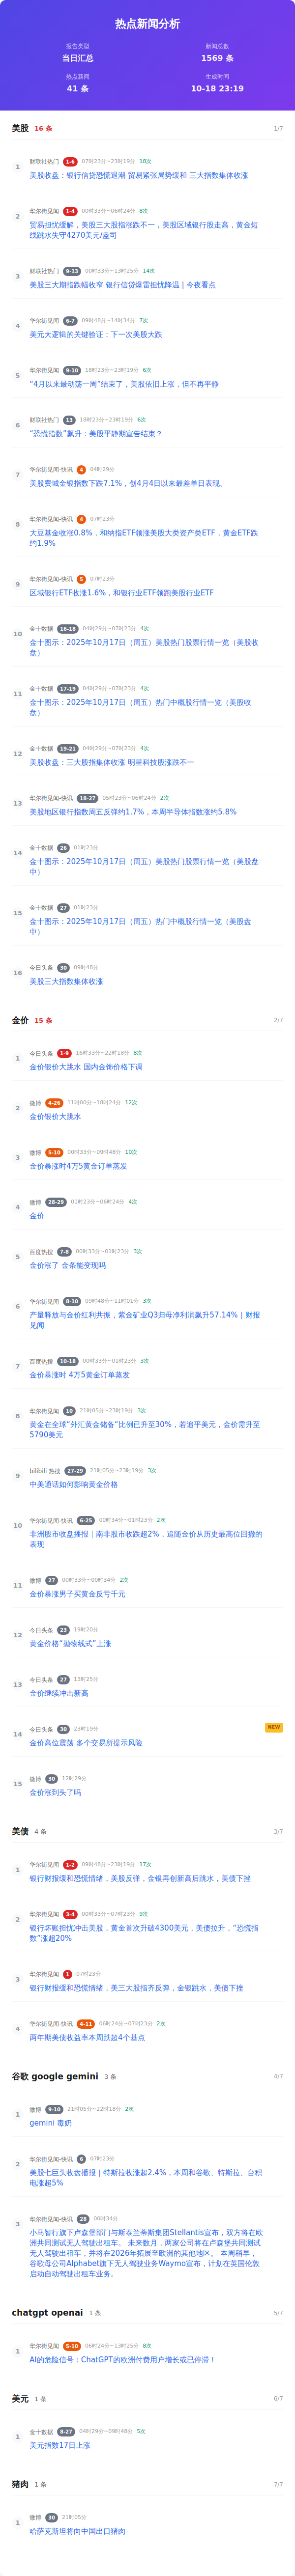 热点新闻分析
报告类型
当日汇总
新闻总数
1569 条
热点新闻
41 条
生成时间
10-18 23:19
美股 16 条 1/7
1
财联社热门 1-6 07时23分~23时19分 18次
美股收盘：银行信贷恐慌退潮 贸易紧张局势缓和 三大指数集体收涨
2
华尔街见闻 1-4 00时33分~06时24分 8次
贸易担忧缓解，美股三大股指涨跌不一，美股区域银行股走高，黄金短
线跳水失守4270美元/盎司
3
财联社热门 9-13 00时33分~13时25分 14次
美股三大期指跌幅收窄 银行信贷爆雷担忧降温 | 今夜看点
4
华尔街见闻 6-7 09时48分~14时34分 7次
美元大逻辑的关键验证：下一次美股大跌
5
华尔街见闻 9-10 18时23分~23时19分 6次
“4月以来最动荡一周”结束了，美股依旧上涨，但不再平静
6
财联社热门 13 18时23分~23时19分 6次
“恐慌指数”飙升：美股平静期宣告结束？
7
华尔街见闻-快讯 4 04时29分
美股费城金银指数下跌7.1%，创4月4日以来最差单日表现。
8
华尔街见闻-快讯 4 07时23分
大豆基金收涨0.8%，和纳指ETF领涨美股大类资产类ETF，黄金ETF跌
约1.9%
9
华尔街见闻-快讯 5 07时23分
区域银行ETF收涨1.6%，和银行业ETF领跑美股行业ETF
10
金十数据 16-18 04时29分~07时23分 4次
金十图示：2025年10月17日（周五）美股热门股票行情一览（美股收
盘）
11
金十数据 17-19 04时29分~07时23分 4次
金十图示：2025年10月17日（周五）热门中概股行情一览（美股收
盘）
12
金十数据 19-21 04时29分~07时23分 4次
美股收盘：三大股指集体收涨 明星科技股涨跌不一
13
华尔街见闻-快讯 18-27 05时23分~06时24分 2次
美股地区银行指数周五反弹约1.7%，本周半导体指数涨约5.8%
14
金十数据 26 01时23分
金十图示：2025年10月17日（周五）美股热门股票行情一览（美股盘
中）
15
金十数据 27 01时23分
金十图示：2025年10月17日（周五）热门中概股行情一览（美股盘
中）
16
今日头条 30 09时48分
美股三大指数集体收涨
金价 15 条 2/7
1
今日头条 1-9 16时33分~22时18分 8次
金价银价大跳水 国内金饰价格下调
2
微博 4-26 11时00分~18时24分 12次
金价银价大跳水
3
微博 5-10 00时33分~09时48分 10次
金价暴涨时4万5黄金订单蒸发
4
微博 28-29 01时23分~06时24分 4次
金价
5
百度热搜 7-8 00时33分~01时23分 3次
金价涨了 金条能变现吗
6
华尔街见闻 8-10 09时48分~11时01分 3次
产量释放与金价红利共振，紫金矿业Q3归母净利润飙升57.14%｜财报
见闻
7
百度热搜 10-18 00时33分~01时23分 3次
金价暴涨时 4万5黄金订单蒸发
8
华尔街见闻 10 21时05分~23时19分 3次
黄金在全球“外汇黄金储备”比例已升至30%，若追平美元，金价需升至
5790美元
9
bilibili 热搜 27-29 21时05分~23时19分 3次
中美通话如何影响黄金价格
10
华尔街见闻-快讯 6-25 00时34分~01时23分 2次
非洲股市收盘播报｜南非股市收跌超2%，追随金价从历史最高位回撤的
表现
11
微博 27 00时33分~00时34分 2次
金价暴涨男子买黄金反亏千元
12
今日头条 23 19时20分
黄金价格“抛物线式”上涨
13
今日头条 27 13时25分
金价继续冲击新高
14
今日头条 30 23时19分 NEW
金价高位震荡 多个交易所提示风险
15
微博 30 12时29分
金价涨到头了吗
美债 4 条 3/7
1
华尔街见闻 1-2 09时48分~23时19分 17次
银行财报缓和恐慌情绪，美股反弹，金银再创新高后跳水，美债下挫
2
华尔街见闻 3-4 00时33分~07时23分 9次
银行坏账担忧冲击美股，黄金首次升破4300美元，美债拉升，“恐慌指
数”涨超20%
3
华尔街见闻 1 07时23分
银行财报缓和恐慌情绪，美三大股指齐反弹，金银跳水，美债下挫
4
华尔街见闻-快讯 4-11 06时24分~07时23分 2次
两年期美债收益率本周跌超4个基点
谷歌 google gemini 3 条 4/7
1
微博 9-10 21时05分~22时18分 2次
gemini 毒奶
2
华尔街见闻-快讯 6 07时23分
美股七巨头收盘播报｜特斯拉收涨超2.4%，本周和谷歌、特斯拉、台积
电涨超5%
3
华尔街见闻-快讯 28 00时34分
小马智行旗下卢森堡部门与斯泰兰蒂斯集团Stellantis宣布，双方将在欧
洲共同测试无人驾驶出租车。 未来数月，两家公司将在卢森堡共同测试
无人驾驶出租车，并将在2026年拓展至欧洲的其他地区。 本周稍早，
谷歌母公司Alphabet旗下无人驾驶业务Waymo宣布，计划在英国伦敦
启动自动驾驶出租车业务。
chatgpt openai 1 条 5/7
1
华尔街见闻 5-10 06时24分~13时25分 8次
AI的危险信号：ChatGPT的欧洲付费用户增长或已停滞！
美元 1 条 6/7
1
金十数据 8-27 04时29分~09时48分 5次
美元指数17日上涨
猪肉 1 条 7/7
1
微博 30 21时05分
哈萨克斯坦将向中国出口猪肉